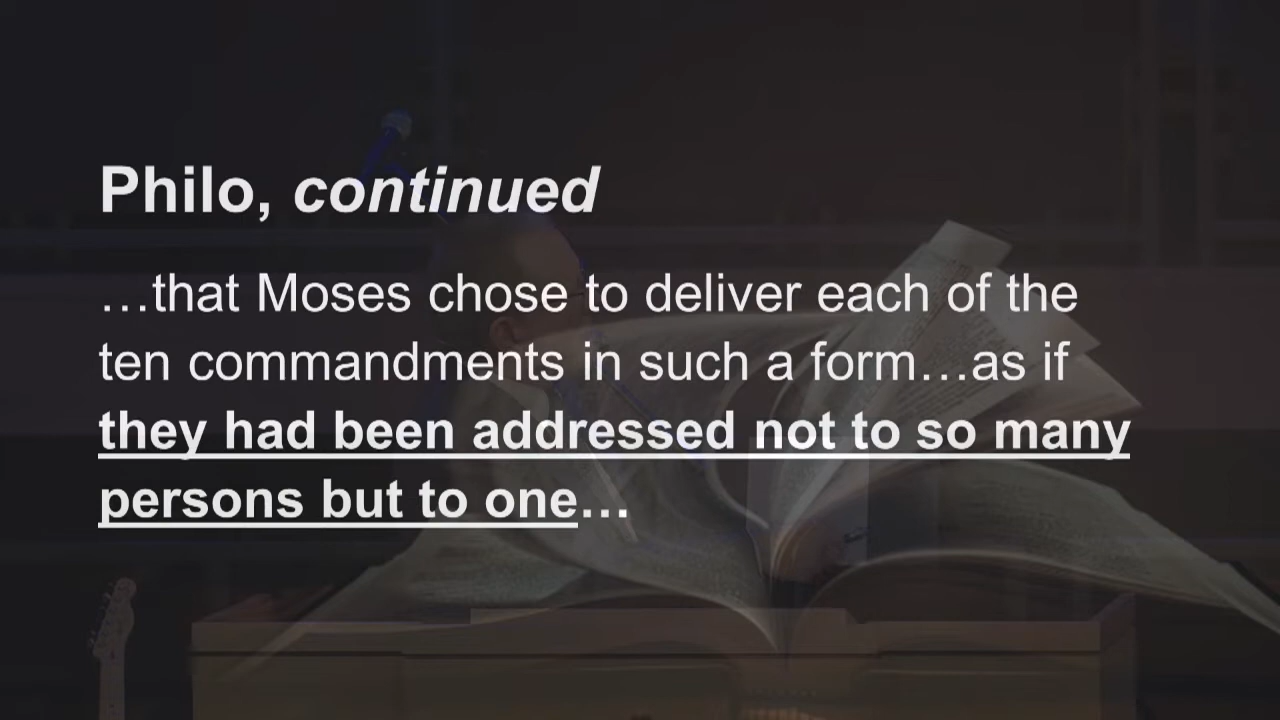 Philo, continued
…that Moses chose to deliver each of the
ten commandments in such a form…as if
they had been addressed not to so many
persons but to one…